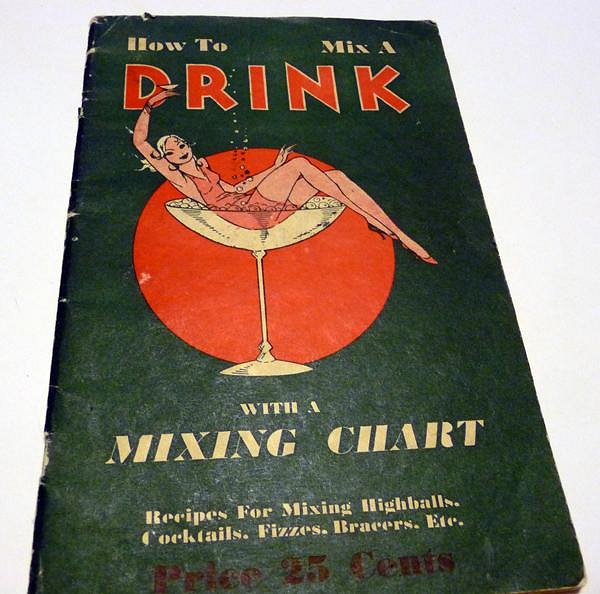 How To Mix A
DRINK
WITH A
MIXING CHART
Recipes For Mixing Highballs,
Cocktails, Fizzes, Bracers, Etc.
Price 25 Cents